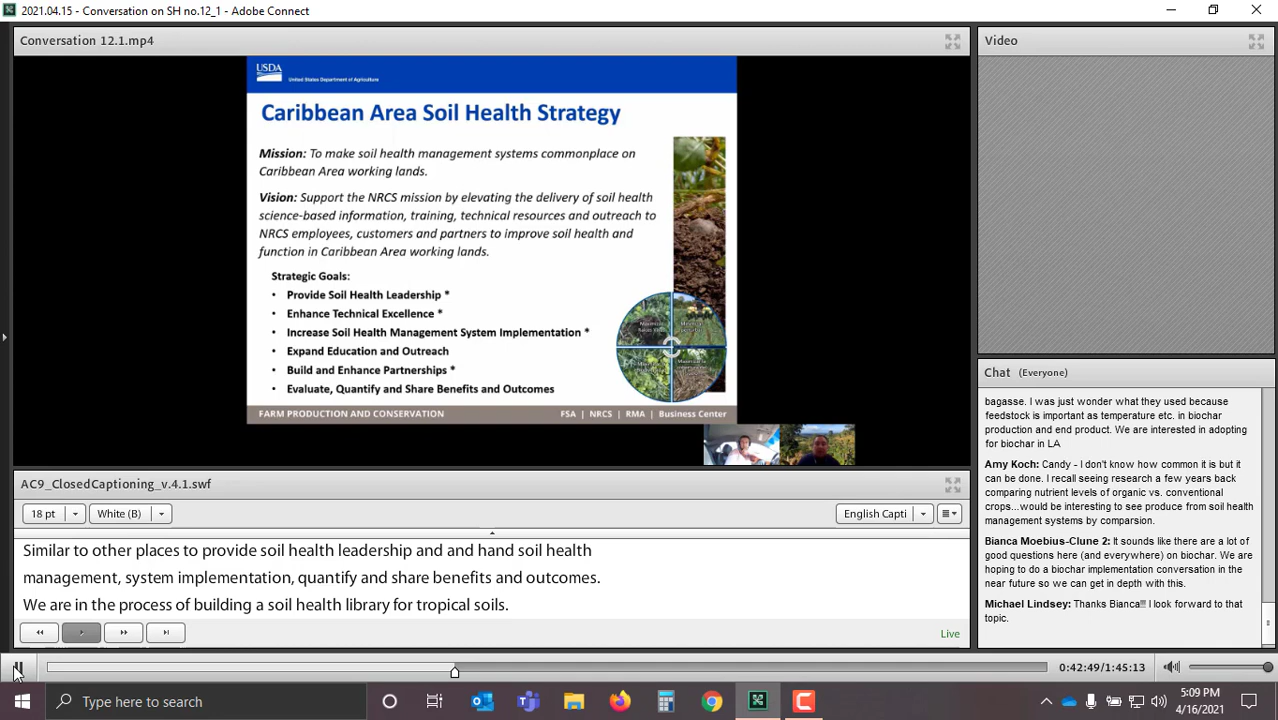 2021.04.15 - Conversation on SH no.12_1 - Adobe Connect
Conversation 12.1.mp4
USDA
United States Department of Agriculture
Caribbean Area Soil Health Strategy
Mission: To make soil health management systems commonplace on
Caribbean Area working lands.
Vision: Support the NRCS mission by elevating the delivery of soil health
science-based information, training, technical resources and outreach to
NRCS employees, customers and partners to improve soil health and
function in Caribbean Area working lands.
Strategic Goals:
• Provide Soil Health Leadership *
• Enhance Technical Excellence *
• Increase Soil Health Management System Implementation *
• Expand Education and Outreach
• Build and Enhance Partnerships *
• Evaluate, Quantify and Share Benefits and Outcomes
FARM PRODUCTION AND CONSERVATION
FSA | NRCS | RMA | Business Center
AC9_ClosedCaptioning_v.4.1.swf
18 pt
White (B)
English Capti
Similar to other places to provide soil health leadership and and hand soil health
management, system implementation, quantify and share benefits and outcomes.
We are in the process of building a soil health library for tropical soils.
Live
Video
Chat (Everyone)
bagasse. I was just wonder what they used because
feedstock is important as temperature etc. in biochar
production and end product. We are interested in adopting
for biochar in LA
Amy Koch: Candy - I don't know how common it is but it
can be done. I recall seeing research a few years back
comparing nutrient levels of organic vs. conventional
crops...would be interesting to see produce from soil health
management systems by comparsion.
Bianca Moebius-Clune 2: It sounds like there are a lot of
good questions here (and everywhere) on biochar. We are
hoping to do a biochar implementation conversation in the
near future so we can get in depth with this.
Michael Lindsey: Thanks Bianca!!! I look forward to that
topic.
0:42:49/1:45:13
Type here to search
5:09 PM
4/16/2021